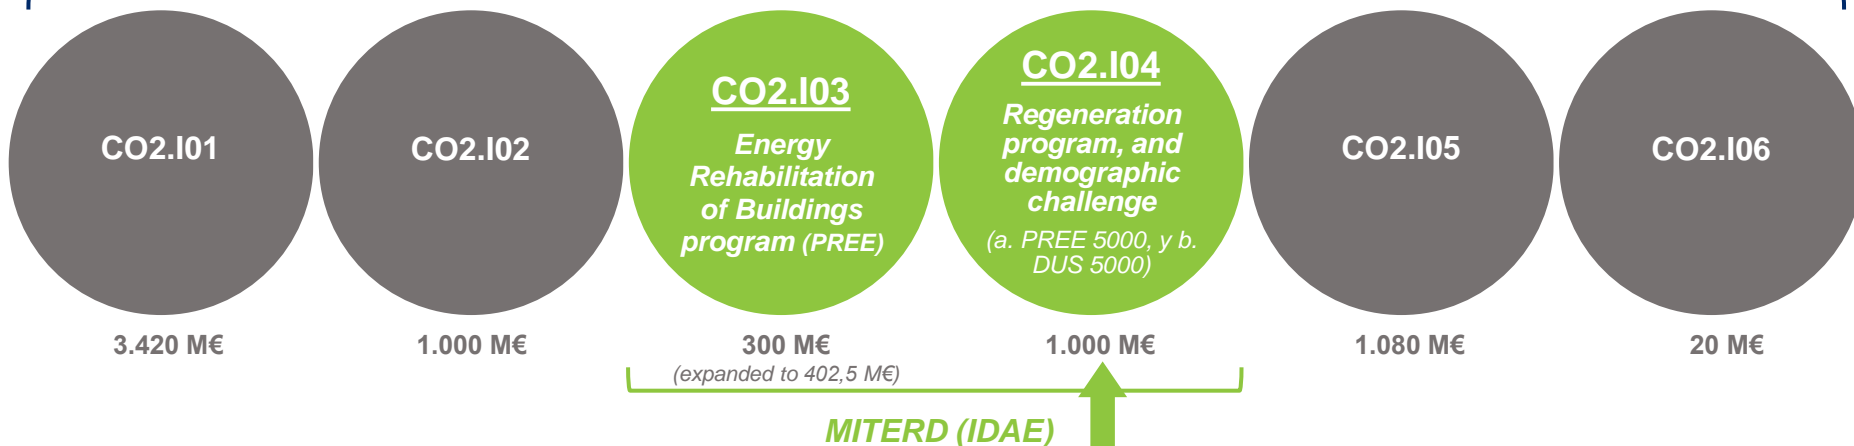 CO2.I01
3.420 M€
CO2.I02
1.000 M€
CO2.I03
Energy
Rehabilitation
of Buildings
program (PREE)
300 M€
(expanded to 402,5 M€)
CO2.I04
Regeneration
program, and
demographic
challenge
(a. PREE 5000, y b.
DUS 5000)
1.000 M€
CO2.I05
1.080 M€
CO2.I06
20 M€
MITERD (IDAE)